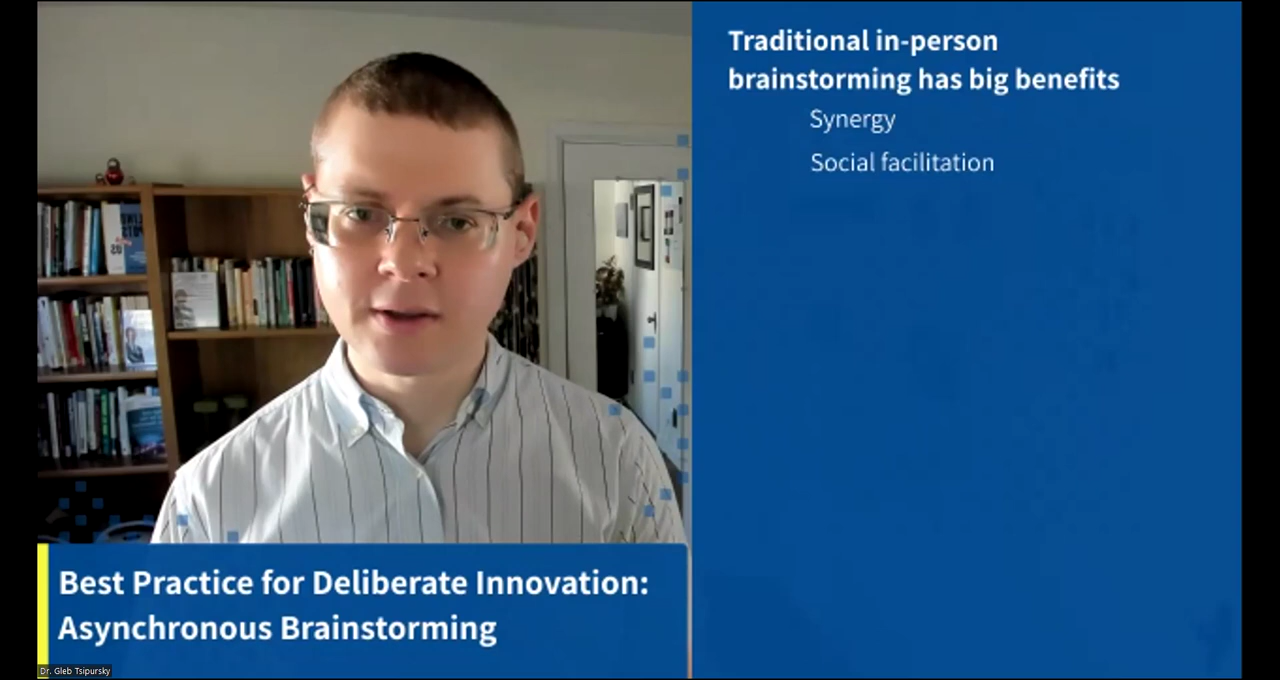 Traditional in-person
brainstorming has big benefits
Synergy
Social facilitation
Best Practice for Deliberate Innovation:
Asynchronous Brainstorming
Dr. Gleb Tsipursky